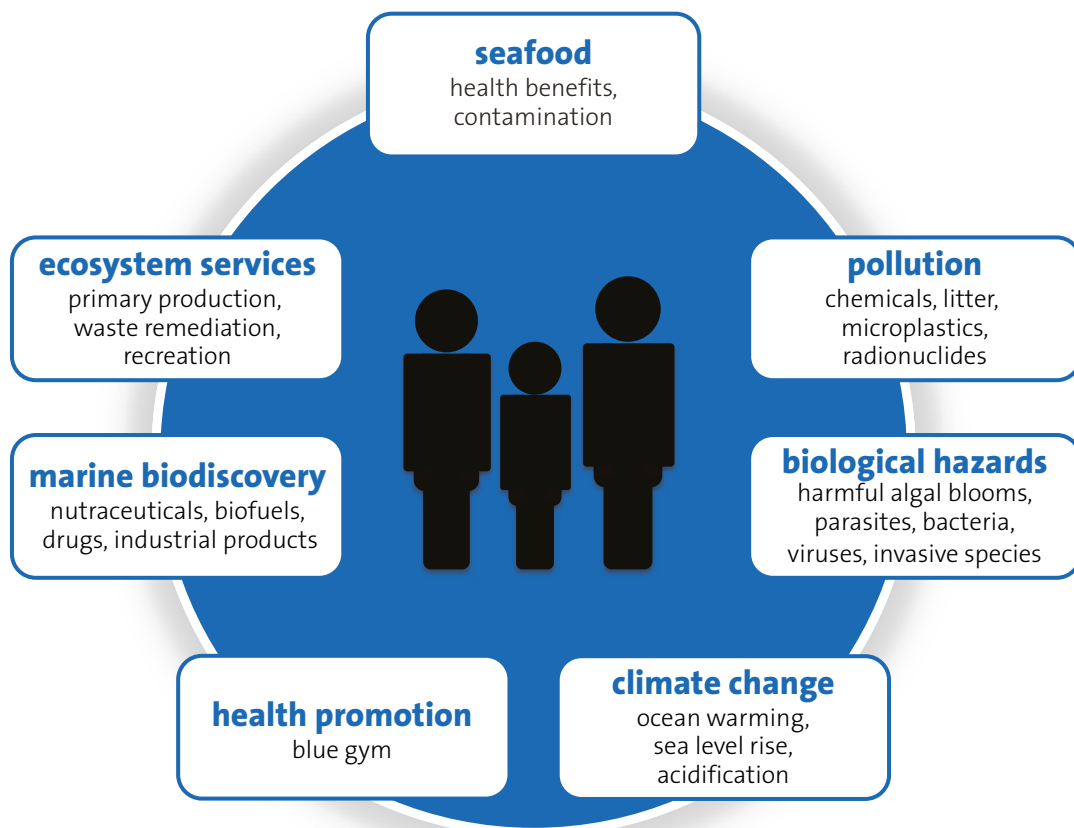 seafood
health benefits,
contamination
ecosystem services
primary production,
waste remediation,
recreation
pollution
chemicals, litter,
microplastics,
radionuclides
marine biodiscovery
nutraceuticals, biofuels,
drugs, industrial products
biological hazards
harmful algal blooms,
parasites, bacteria,
viruses, invasive species
health promotion
blue gym
climate change
ocean warming,
sea level rise,
acidification